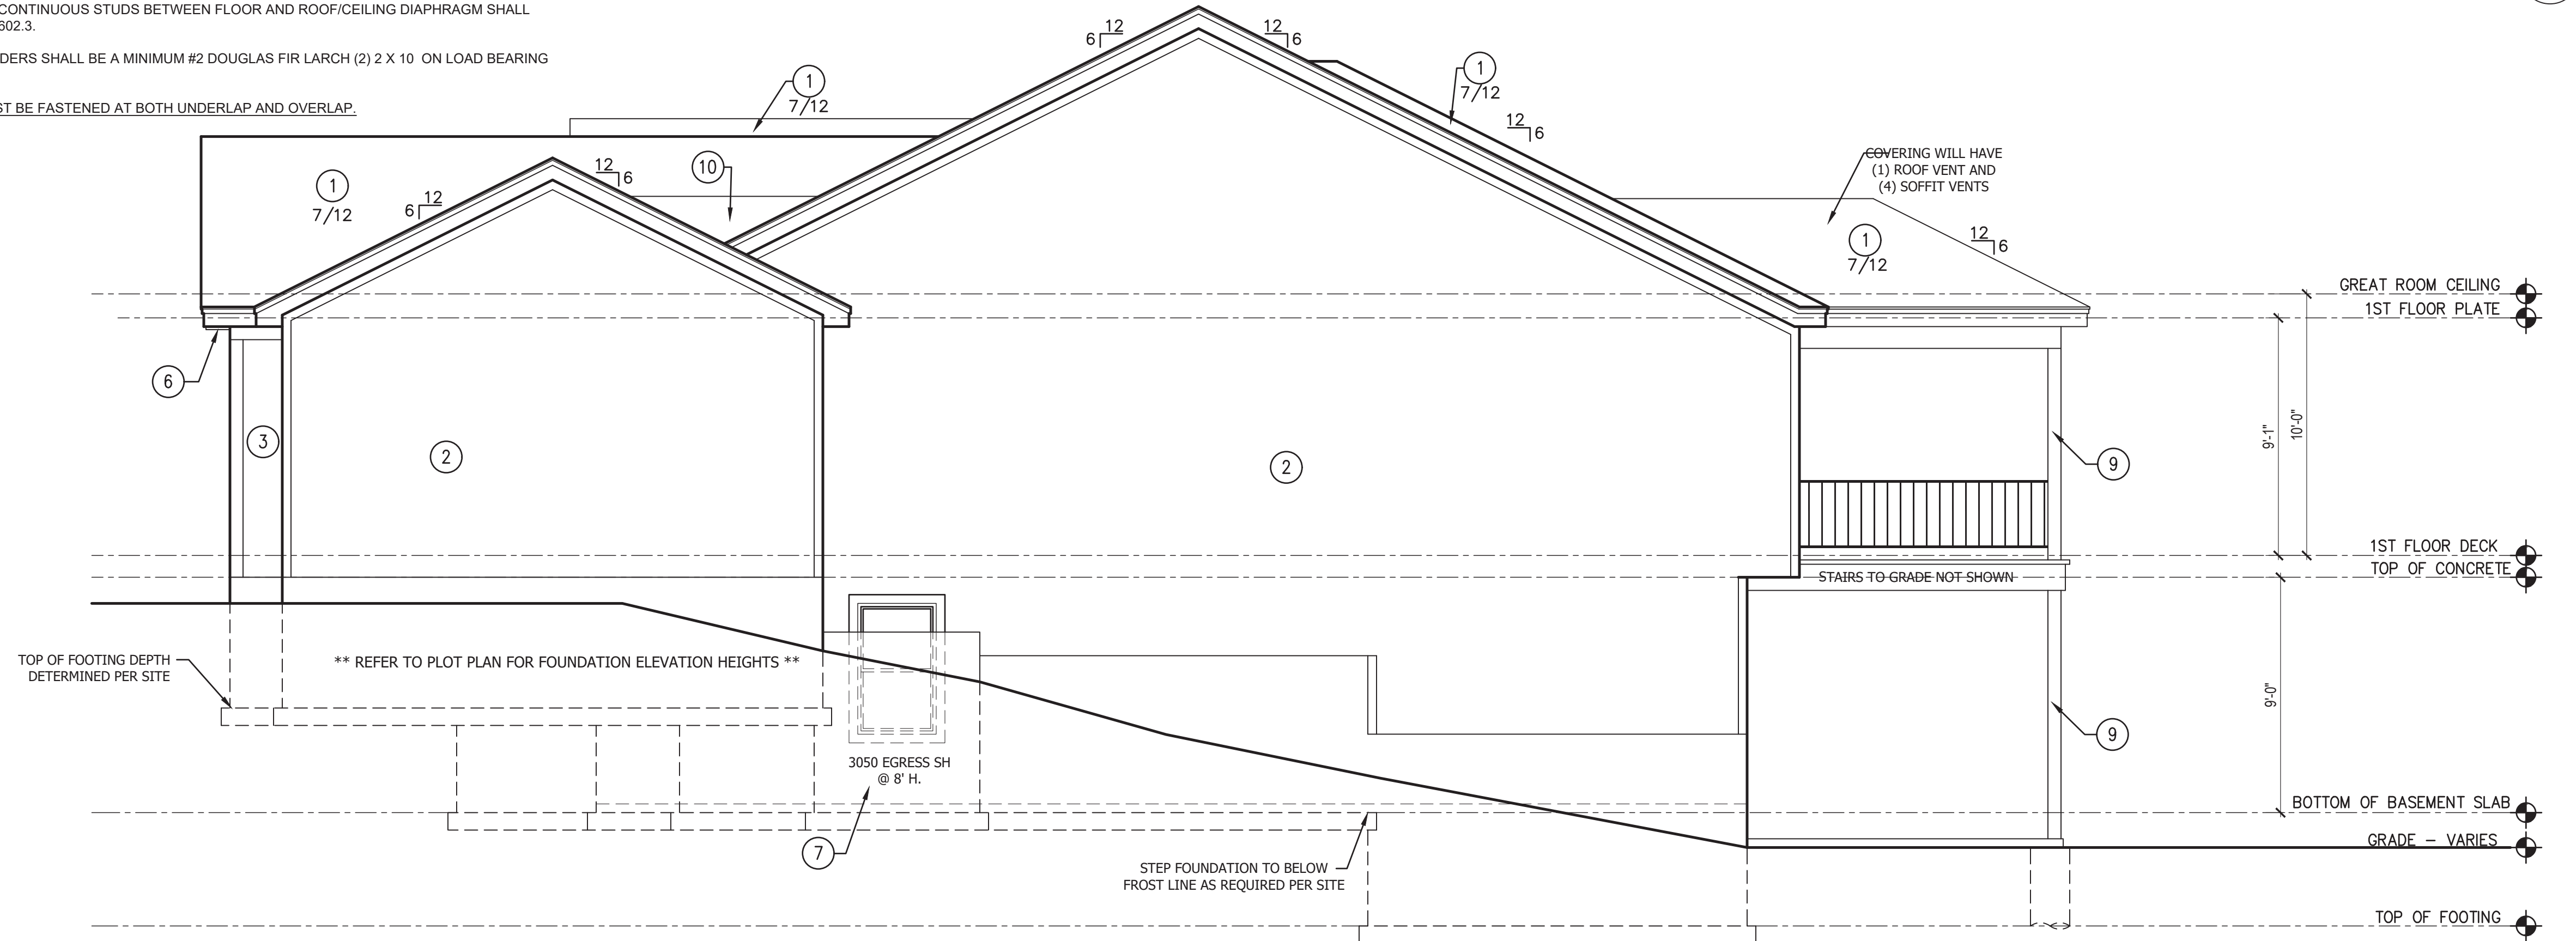 CONTINUOUS STUDS BETWEEN FLOOR AND ROOF/CEILING DIAPHRAGM SHALL
602.3.
DERS SHALL BE A MINIMUM #2 DOUGLAS FIR LARCH (2) 2 X 10 ON LOAD BEARING
ST BE FASTENED AT BOTH UNDERLAP AND OVERLAP.
12
6
12
6
1
7/12
1
7/12
12
6
COVERING WILL HAVE
(1) ROOF VENT AND
(4) SOFFIT VENTS
10
12
6
1
7/12
12
6
1
7/12
12
6
GREAT ROOM CEILING
1ST FLOOR PLATE
6
3
2
2
9
9'-1"
10'-0"
1ST FLOOR DECK
TOP OF CONCRETE
STAIRS TO GRADE NOT SHOWN
TOP OF FOOTING DEPTH
DETERMINED PER SITE
** REFER TO PLOT PLAN FOR FOUNDATION ELEVATION HEIGHTS **
9'-0"
9
3050 EGRESS SH
@ 8' H.
7
BOTTOM OF BASEMENT SLAB
GRADE - VARIES
STEP FOUNDATION TO BELOW
FROST LINE AS REQUIRED PER SITE
TOP OF FOOTING